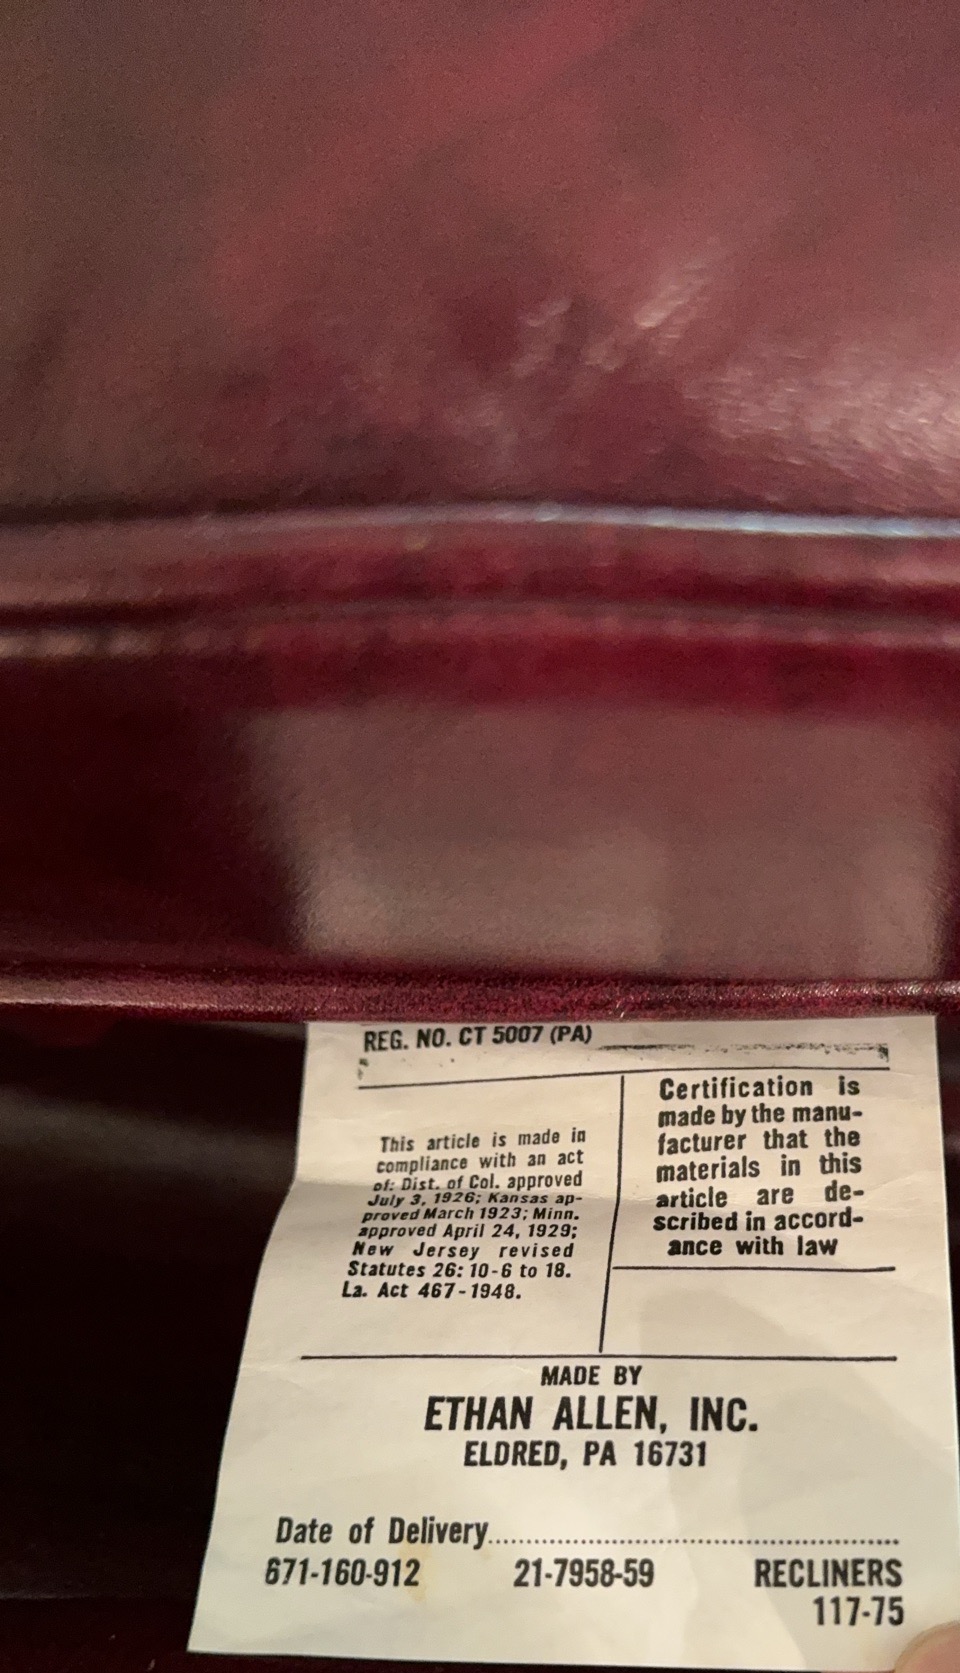 REG. NO. CT 5007 (PA)
This article is made in
compliance with an act
of: Dist. of Col. approved
July 3, 1926; Kansas ap-
proved March 1923; Minn.
approved April 24, 1929;
New Jersey revised
Statutes 26: 10-6 to 18.
La. Act 467-1948.
Certification is
made by the manu-
facturer that the
materials in this
article are de-
scribed in accord-
ance with law
MADE BY
ETHAN ALLEN, INC.
ELDRED, PA 16731
Date of Delivery................................................
671-160-912 21-7958-59 RECLINERS
117-75